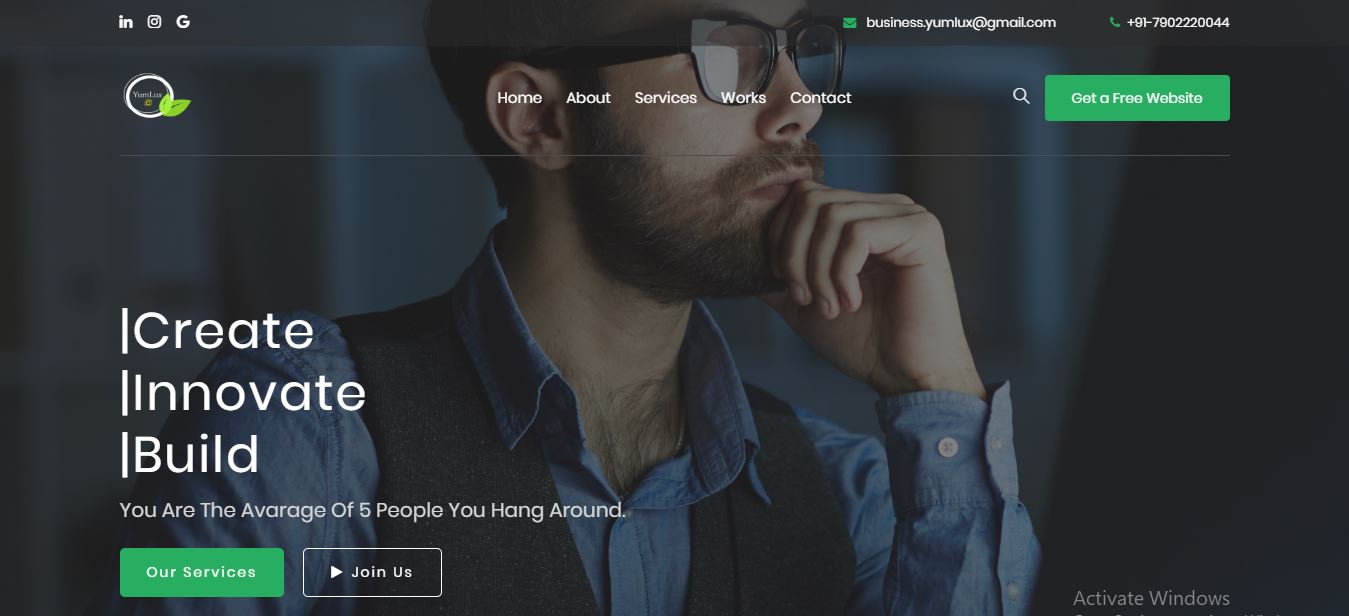 business.yumlux@gmail.com
+91-7902220044
YumLux
Home About Services Works Contact
Get a Free Website
|Create
|Innovate
|Build
You Are The Avarage Of 5 People You Hang Around.
Our Services
Join Us
Activate Windows